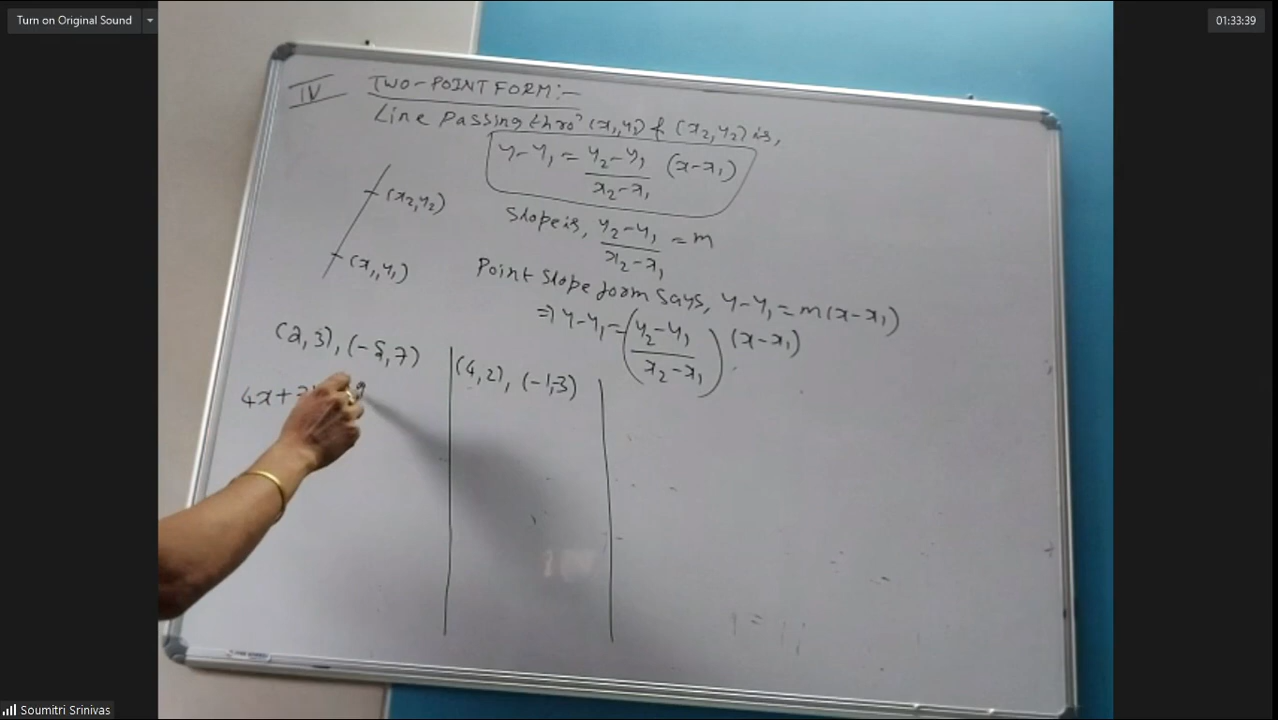 Turn on Original Sound
01:33:39
IV TWO-POINT FORM:-
Line Passing thro' (x₁,y₁) & (x₂,y₂) is,
y-y₁ = y₂-y₁/x₂-x₁ (x-x₁)
(x₂,y₂)
(x₁,y₁)
Slope is, y₂-y₁/x₂-x₁ = m
Point Slope form says, y-y₁ = m(x-x₁)
⇒ y-y₁ = (y₂-y₁/x₂-x₁) (x-x₁)
(2,3), (-5,7)
4x+
(4,2), (-1,-3)
Soumitri Srinivas